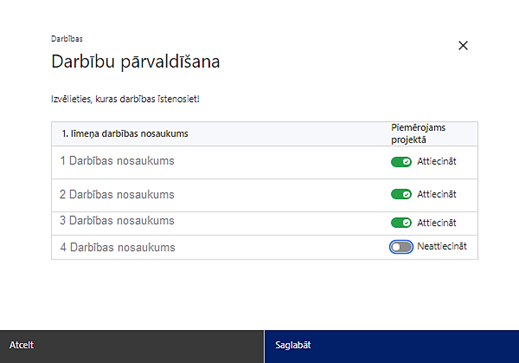 Darbības
Darbību pārvaldīšana
Izvēlieties, kuras darbības īstenosiet!
1. līmeņa darbības nosaukums
Piemērojams
projektā
1 Darbības nosaukums
Attiecināt
2 Darbības nosaukums
Attiecināt
3 Darbības nosaukums
Attiecināt
4 Darbības nosaukums
Neattiecināt
Atcelt
Saglabāt